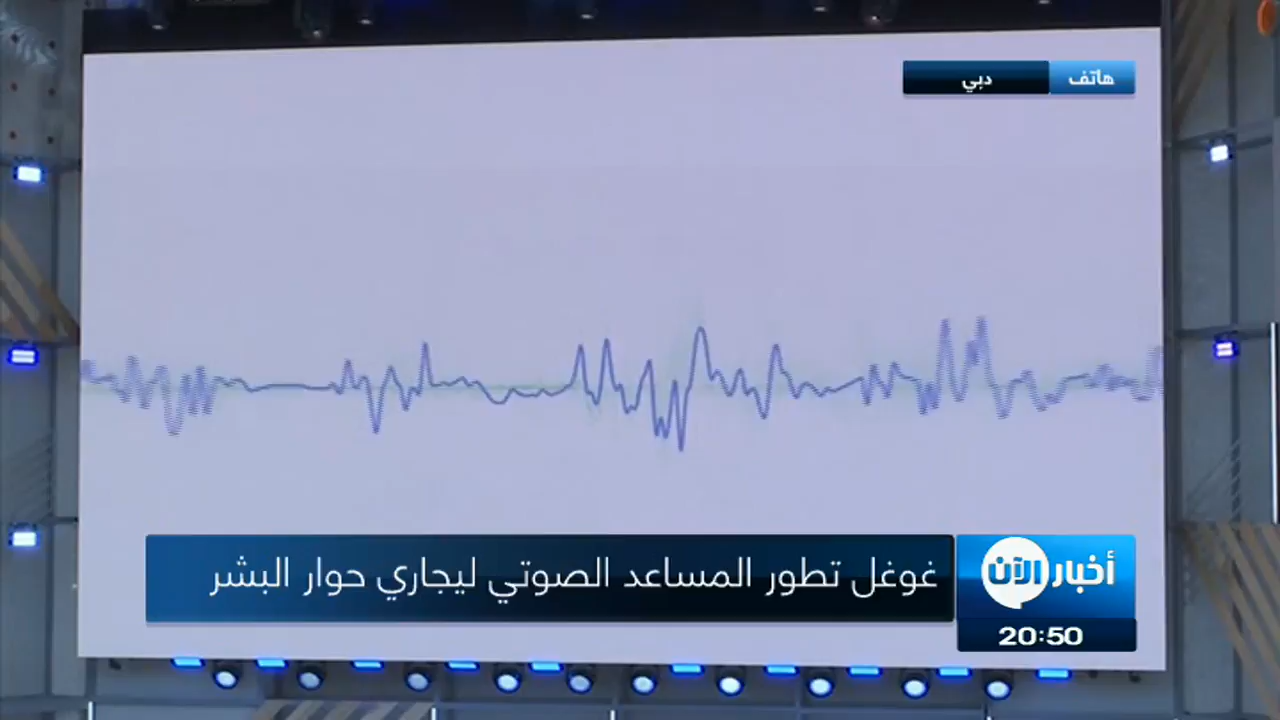 هاتف دبي
غوغل تطور المساعد الصوتي ليجاري حوار البشر
أخبار الآن
20:50